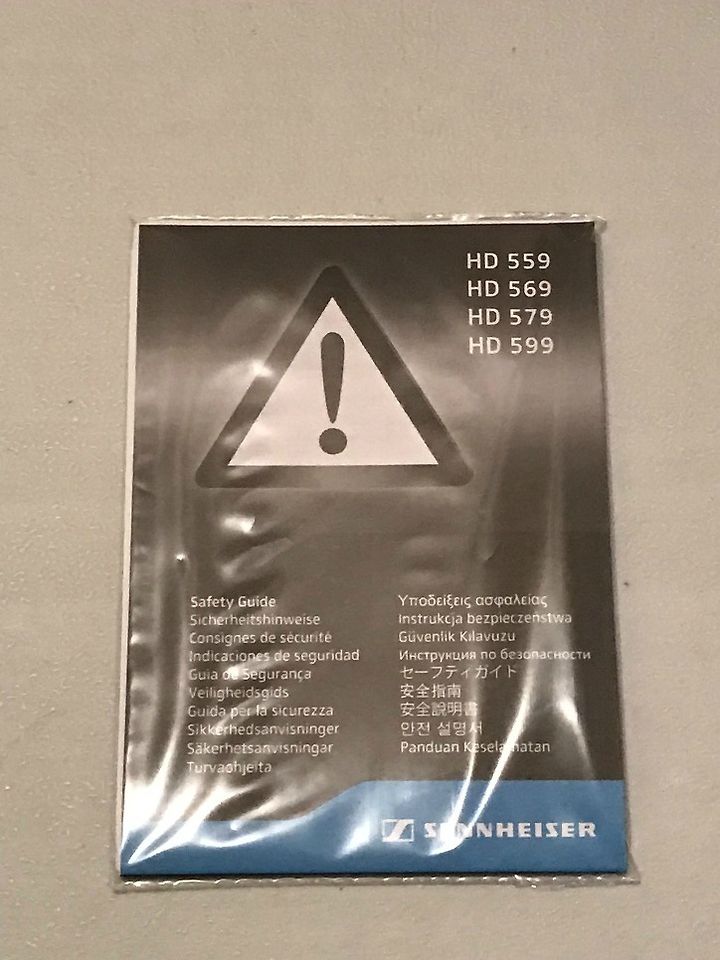 HD 559
HD 569
HD 579
HD 599
Safety Guide
Sicherheitshinweise
Consignes de sécurité
Indicaciones de seguridad
Guia de Segurança
Veiligheidsgids
Guida per la sicurezza
Sikkerhedsanvisninger
Säkerhetsanvisningar
Turvaohjeita
Υποδείξεις ασφαλείας
Instrukcja bezpieczeństwa
Güvenlik Kılavuzu
Инструкция по безопасности
セーフティガイド
安全指南
安全說明書
안전 설명서
Panduan Keselamatan
SENNHEISER